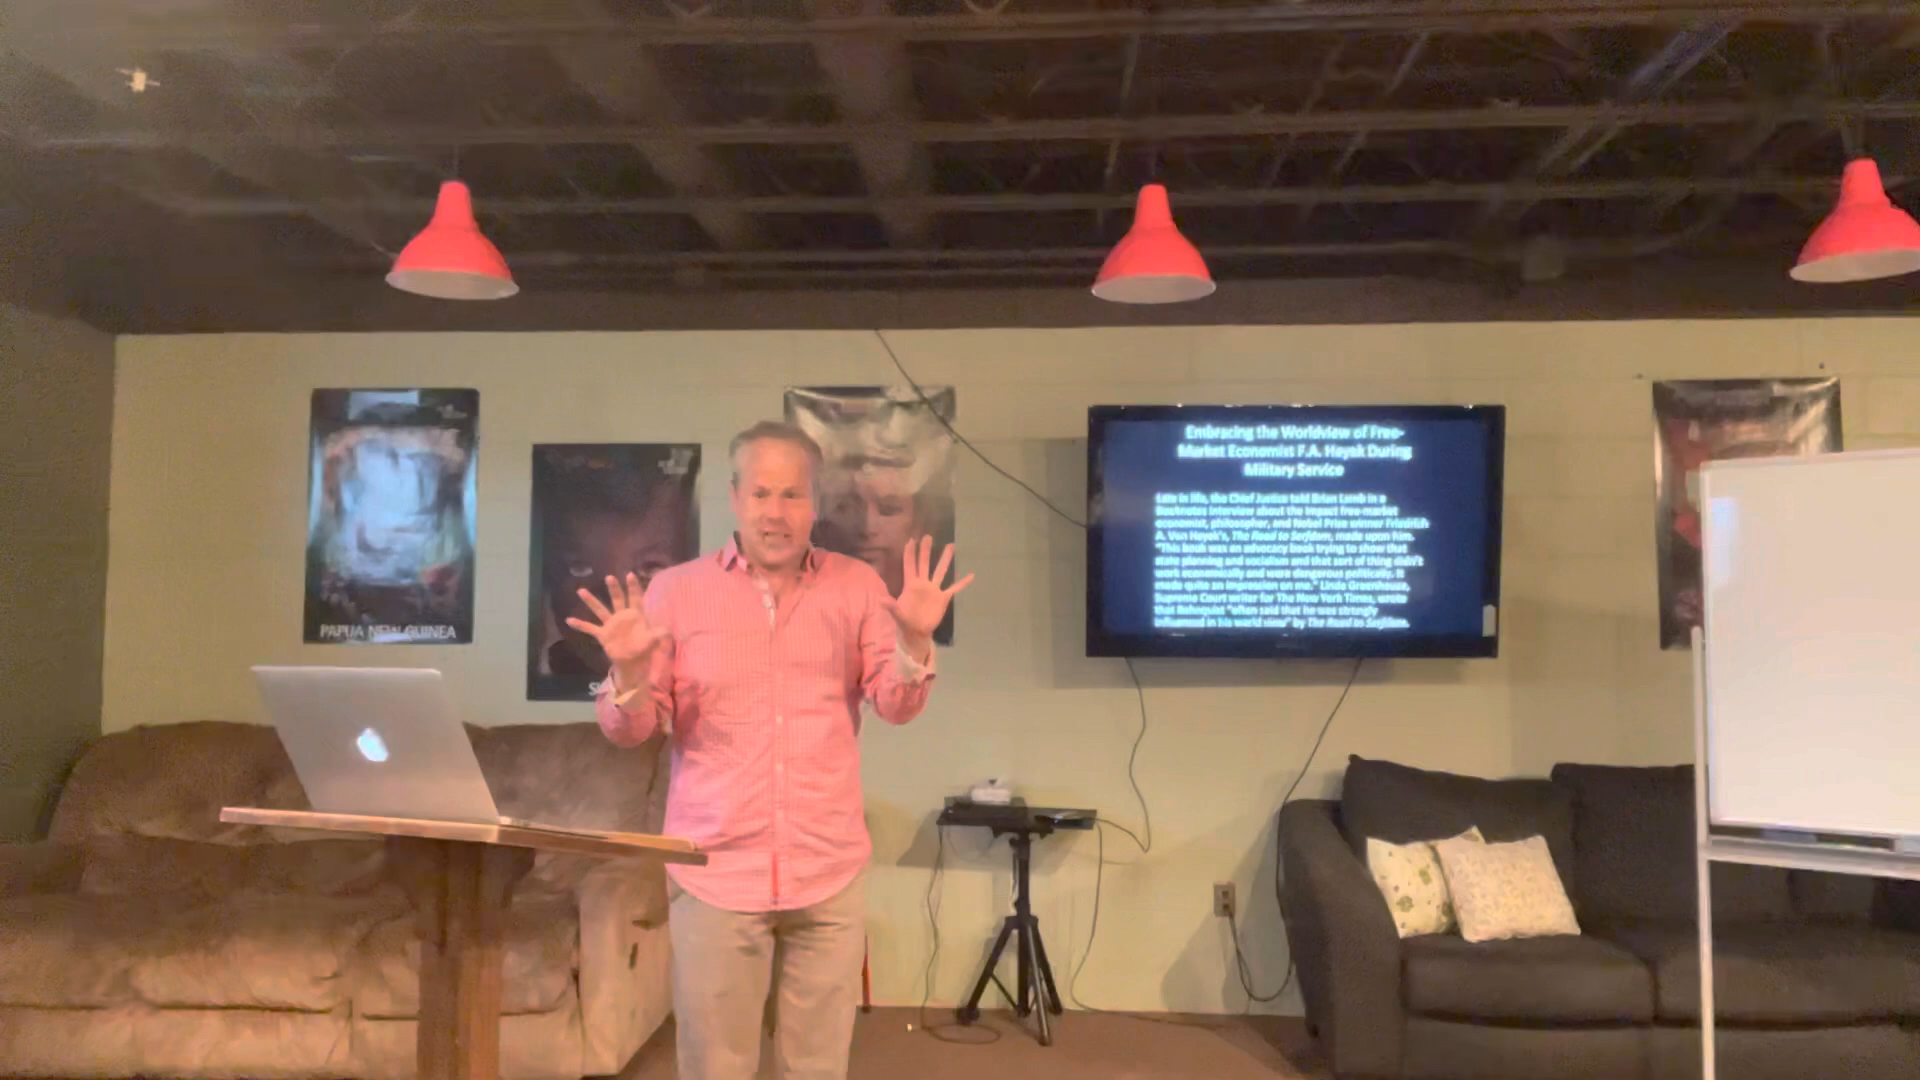 PAPUA NEW GUINEA
S
Embracing the Worldview of Free-
Market Economist F.A. Hayek During
Military Service
Late in life, the Chief Justice told Brian Lamb in a
Booknotes interview about the impact free-market
economist, philosopher, and Nobel Prize winner Friedrich
A. Von Hayek's, The Road to Serfdom, made upon him.
"This book was an advocacy book trying to show that
state planning and socialism and that sort of thing didn't
work economically and were dangerous politically. It
made quite an impression on me." Linda Greenhouse,
Supreme Court writer for The New York Times, wrote
that Rehnquist "often said that he was strongly
influenced in his world view" by The Road to Serfdom.